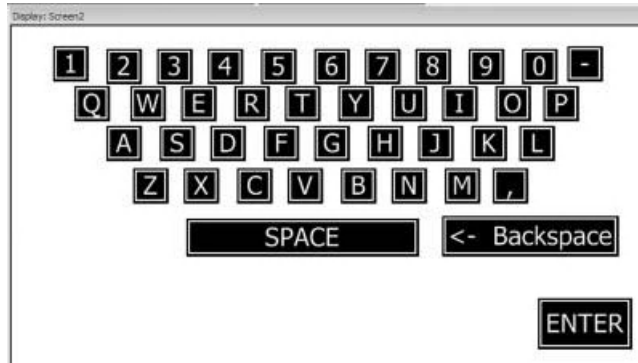 Display: Screen2
1 2 3 4 5 6 7 8 9 0 -
Q W E R T Y U I O P
A S D F G H J K L
Z X C V B N M ,
SPACE <- Backspace
ENTER